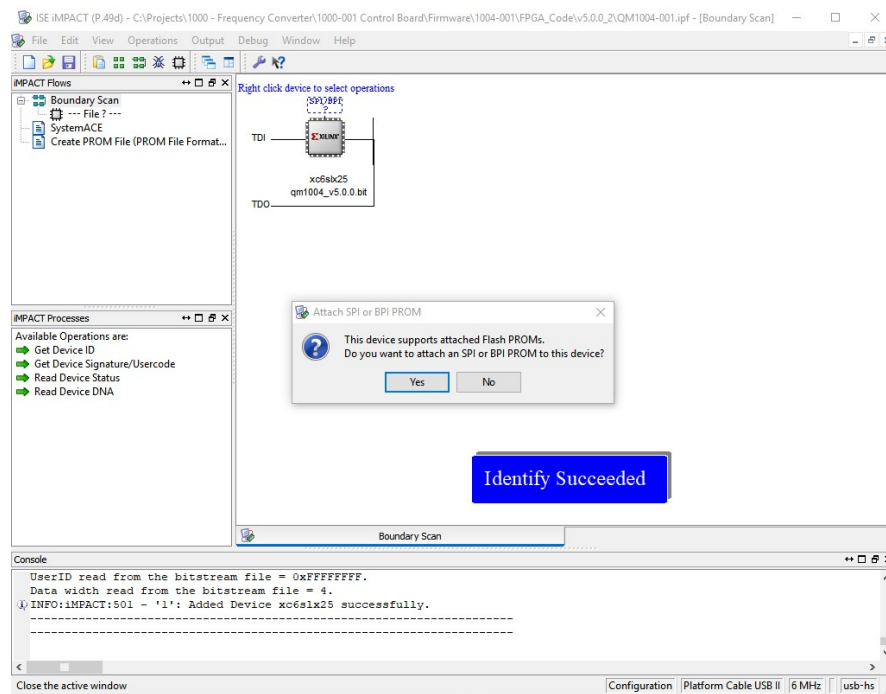 ISE iMPACT (P.49d) - C:\Projects\1000 - Frequency Converter\1000-001 Control Board\Firmware\1004-001\FPGA_Code\v5.0.0_2\QM1004-001.ipf - [Boundary Scan]
File Edit View Operations Output Debug Window Help
iMPACT Flows
Boundary Scan
--- File ? ---
SystemACE
Create PROM File (PROM File Format...
Right click device to select operations
SPI/BPI
?
TDI
XILINX
xc6slx25
qm1004_v5.0.0.bit
TDO
iMPACT Processes
Available Operations are:
Get Device ID
Get Device Signature/Usercode
Read Device Status
Read Device DNA
Attach SPI or BPI PROM
This device supports attached Flash PROMs.
Do you want to attach an SPI or BPI PROM to this device?
Yes No
Identify Succeeded
Boundary Scan
Console
UserID read from the bitstream file = 0xFFFFFFFF.
Data width read from the bitstream file = 4.
INFO:iMPACT:501 - '1': Added Device xc6slx25 successfully.
----------------------------------------------------------------------
----------------------------------------------------------------------
Close the active window
Configuration Platform Cable USB II 6 MHz usb-hs